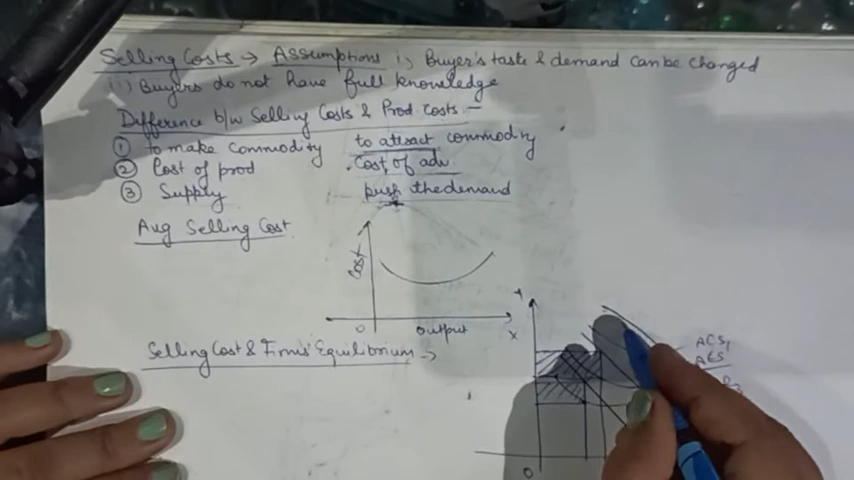 Selling Costs → Assumptions i) Buyer's taste & demand can be changed
ii) Buyers do not have full knowledge
Difference b/w Selling Costs & Prod Costs. —
① to make commodity to attract commodity
② Cost of prod Cost of adv
③ Supply push the demand
Avg Selling Cost
Cost
O output X
Selling Cost & Firms' Equilibrium →
Y
ACS1
AES
O